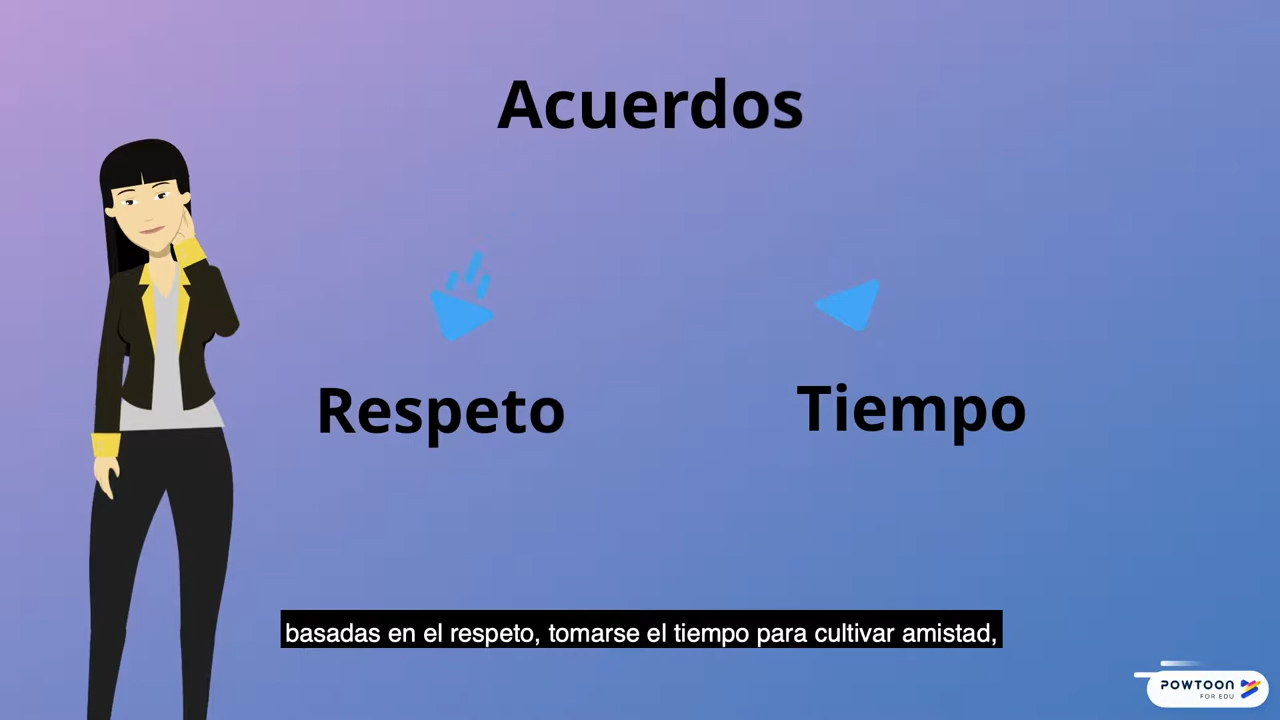 Acuerdos
Respeto
Tiempo
basadas en el respeto, tomarse el tiempo para cultivar amistad,
POWTOON
FOR EDU